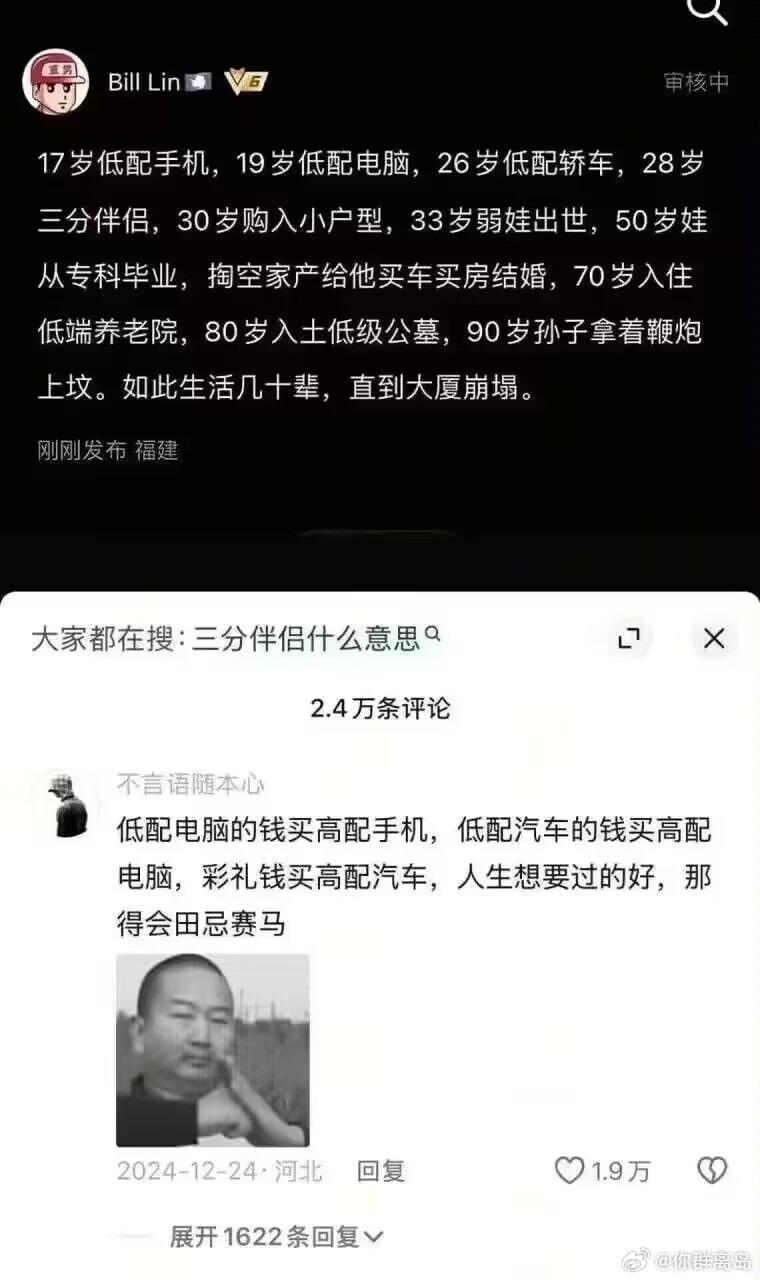 Bill Lin
V6
审核中
17岁低配手机，19岁低配电脑，26岁低配轿车，28岁
三分伴侣，30岁购入小户型，33岁弱娃出世，50岁娃
从专科毕业，掏空家产给他买车买房结婚，70岁入住
低端养老院，80岁入土低级公墓，90岁孙子拿着鞭炮
上坟。如此生活几十辈，直到大厦崩塌。
刚刚发布 福建
大家都在搜：三分伴侣什么意思
2.4万条评论
不言语随本心
低配电脑的钱买高配手机，低配汽车的钱买高配
电脑，彩礼钱买高配汽车，人生想要过的好，那
得会田忌赛马
2024-12-24·河北 回复 1.9万
展开1622条回复
@你群离岛